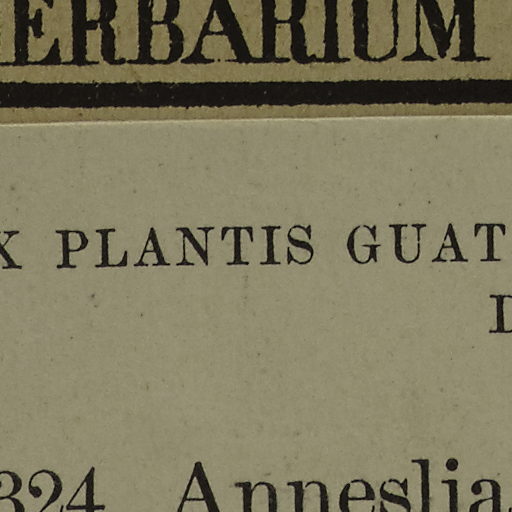 ERBARIUM
X PLANTIS GUAT
D
324 Anneslia